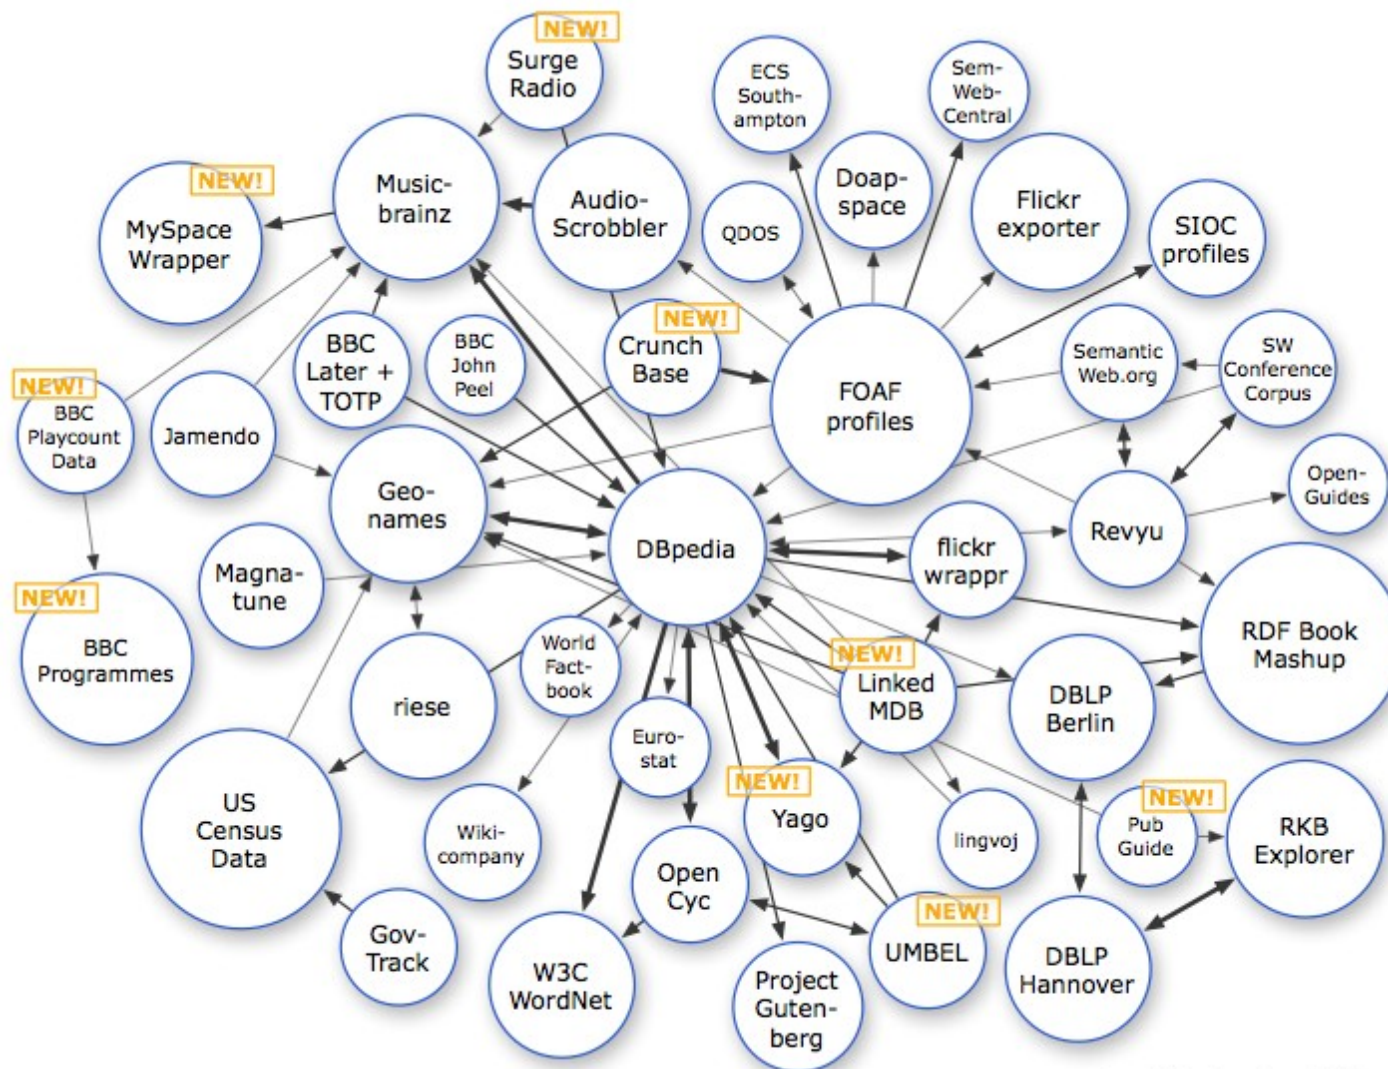 NEW!
Surge
Radio
ECS
South-
ampton
Sem-
Web-
Central
NEW!
MySpace
Wrapper
Music-
brainz
Audio-
Scrobbler
QDOS
Doap-
space
Flickr
exporter
SIOC
profiles
NEW!
BBC
Playcount
Data
Jamendo
BBC
Later +
TOTP
BBC
John
Peel
NEW!
Crunch
Base
FOAF
profiles
Semantic
Web.org
SW
Conference
Corpus
Open-
Guides
Geo-
names
DBpedia
flickr
wrappr
Revyu
Magna-
tune
NEW!
BBC
Programmes
riese
World
Fact-
book
NEW!
Linked
MDB
DBLP
Berlin
RDF Book
Mashup
US
Census
Data
Euro-
stat
Wiki-
company
NEW!
Yago
lingvoj
NEW!
Pub
Guide
RKB
Explorer
Gov-
Track
Open
Cyc
W3C
WordNet
Project
Guten-
berg
NEW!
UMBEL
DBLP
Hannover